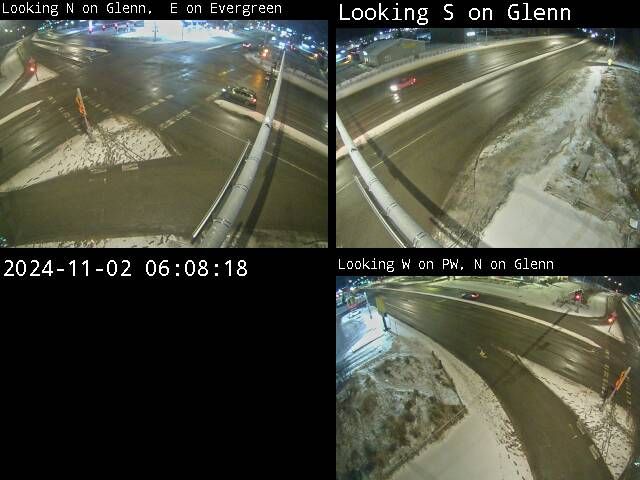 Looking N on Glenn,  E on Evergreen
Looking S on Glenn
2024-11-02 06:08:18
Looking W on PW, N on Glenn